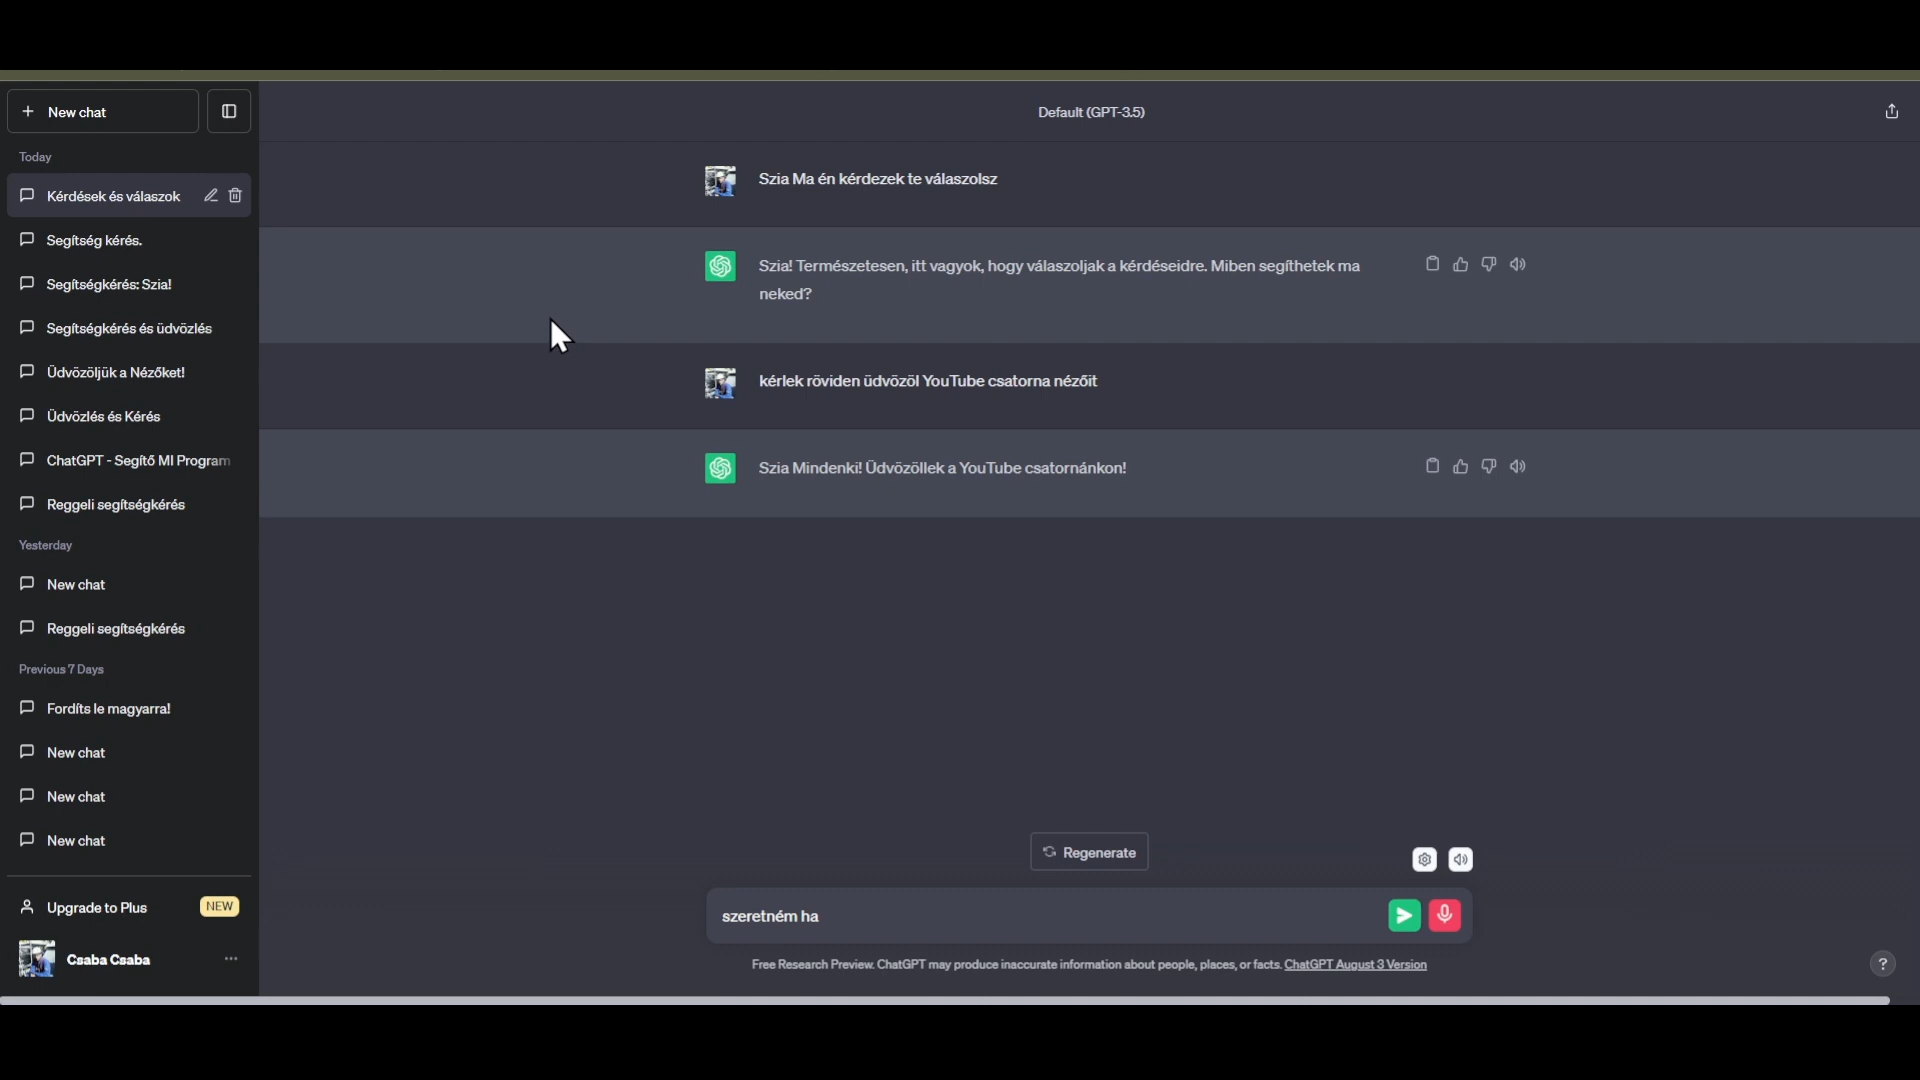 New chat
Today
Kérdések és válaszok
Segítség kérés.
Segítségkérés: Szia!
Segítségkérés és üdvözlés
Üdvözöljük a Nézőket!
Üdvözlés és Kérés
ChatGPT - Segítő MI Program
Reggeli segítségkérés
Yesterday
New chat
Reggeli segítségkérés
Previous 7 Days
Fordíts le magyarra!
New chat
New chat
New chat
Upgrade to Plus NEW
Csaba Csaba
Default (GPT-3.5)
Szia Ma én kérdezek te válaszolsz
Szia! Természetesen, itt vagyok, hogy válaszoljak a kérdéseidre. Miben segíthetek ma
neked?
kérlek röviden üdvözöl YouTube csatorna nézőit
Szia Mindenki! Üdvözöllek a YouTube csatornánkon!
Regenerate
szeretném ha
Free Research Preview. ChatGPT may produce inaccurate information about people, places, or facts. ChatGPT August 3 Version
?